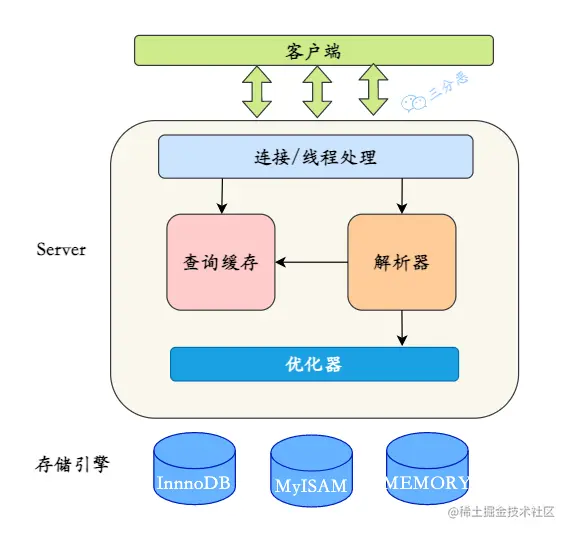 客户端
三分恶
连接/线程处理
Server
查询缓存
解析器
优化器
存储引擎
InnnoDB
MyISAM
MEMORY
@稀土掘金技术社区